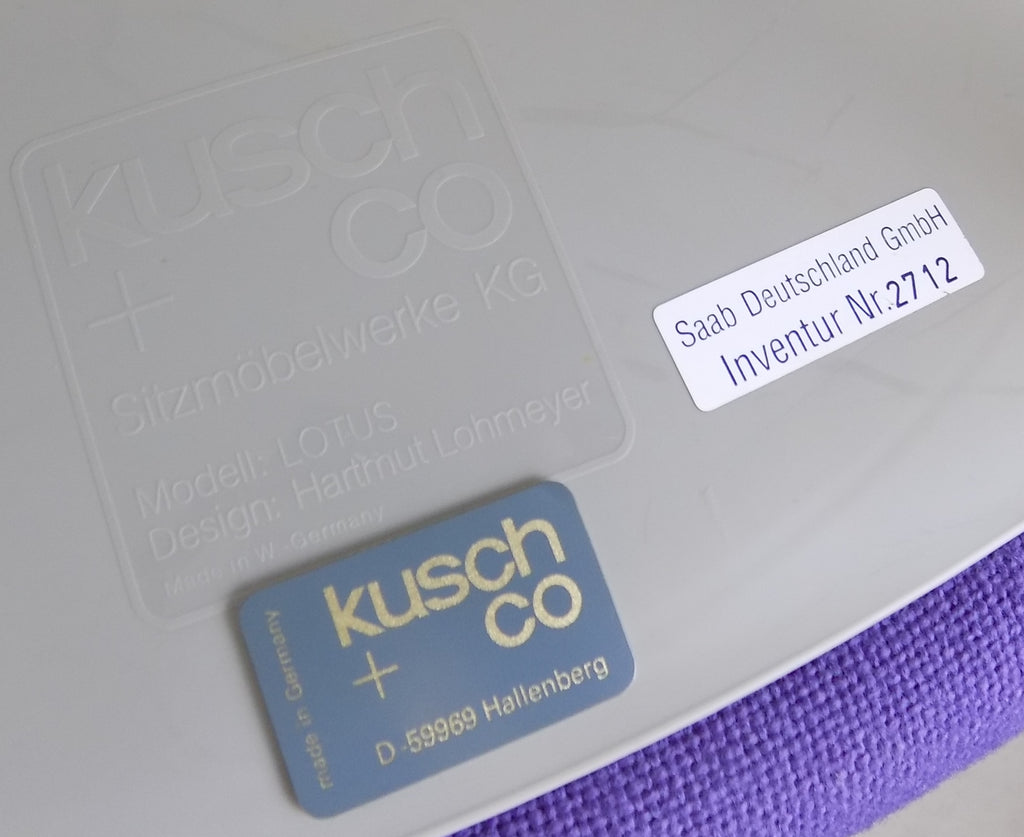 kusch
+ co
Sitzmöbelwerke KG
Modell: LOTUS
Design: Hartmut Lohmeyer
Made in W.-Germany
Saab Deutschland GmbH
Inventur Nr.2712
kusch
+ co
D-59969 Hallenberg
made in Germany